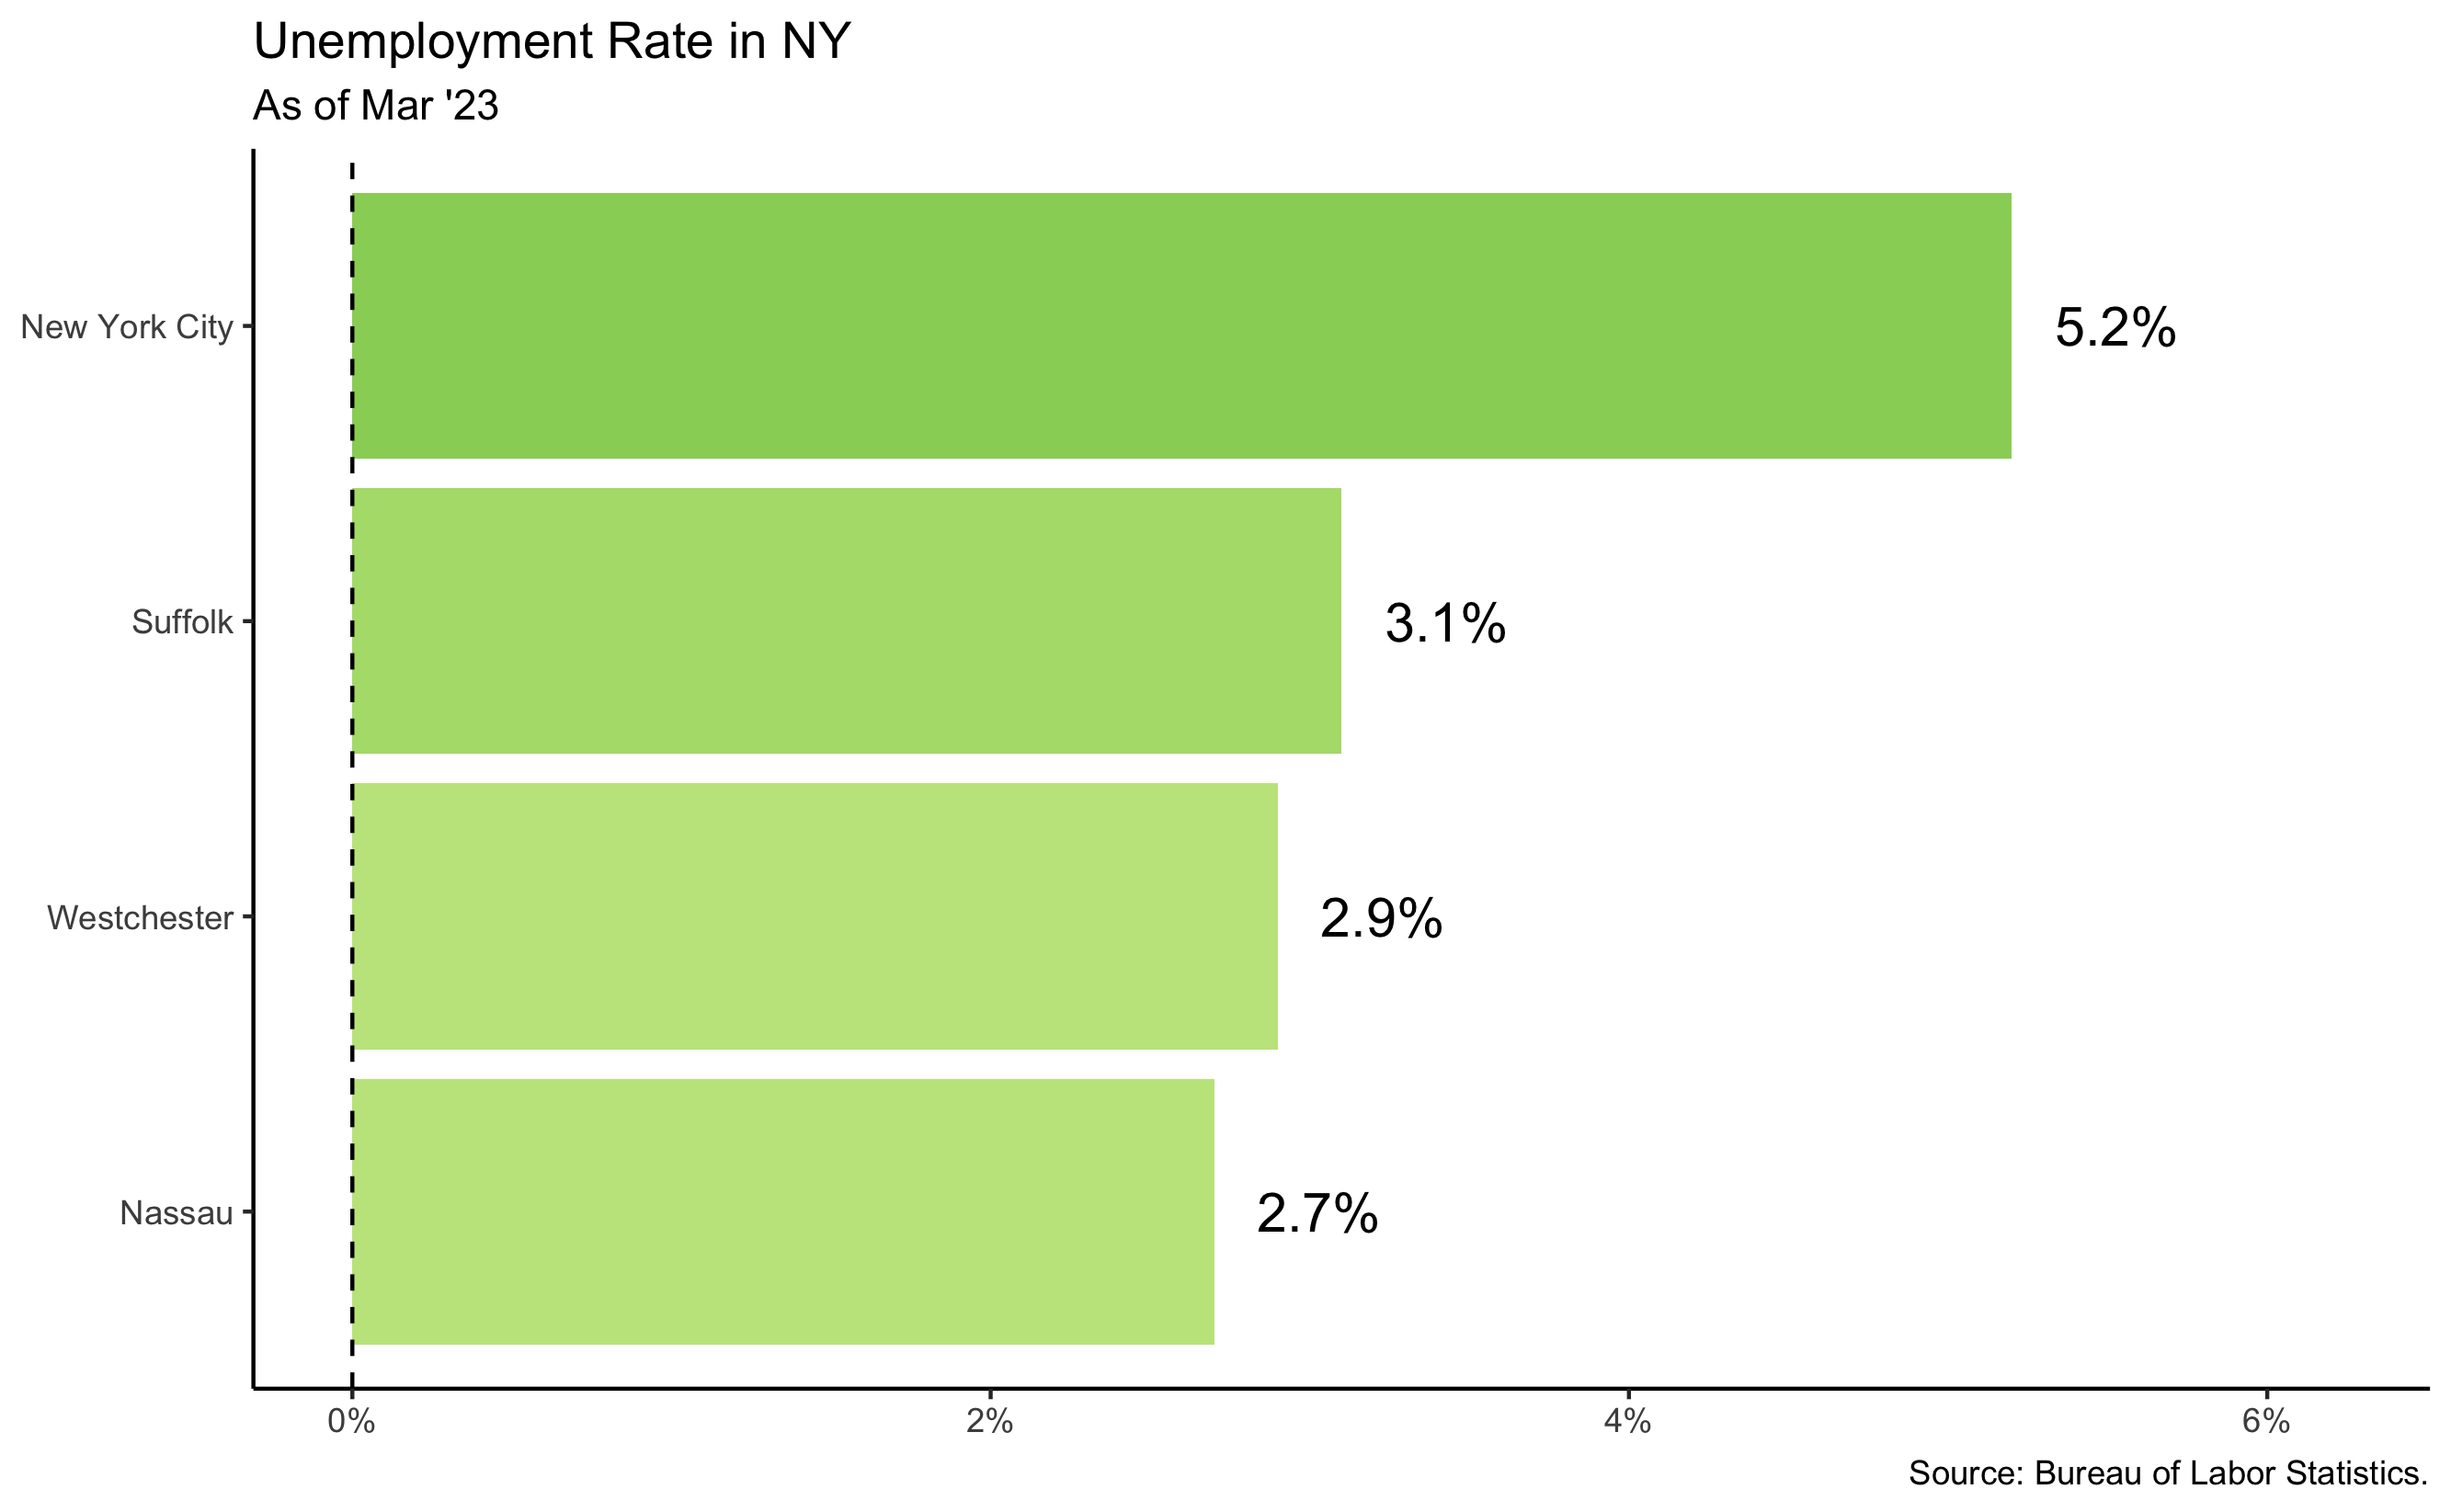 Unemployment Rate in NY
As of Mar '23
New York City
5.2%
Suffolk
3.1%
Westchester
2.9%
Nassau
2.7%
0% 2% 4% 6%
Source: Bureau of Labor Statistics.